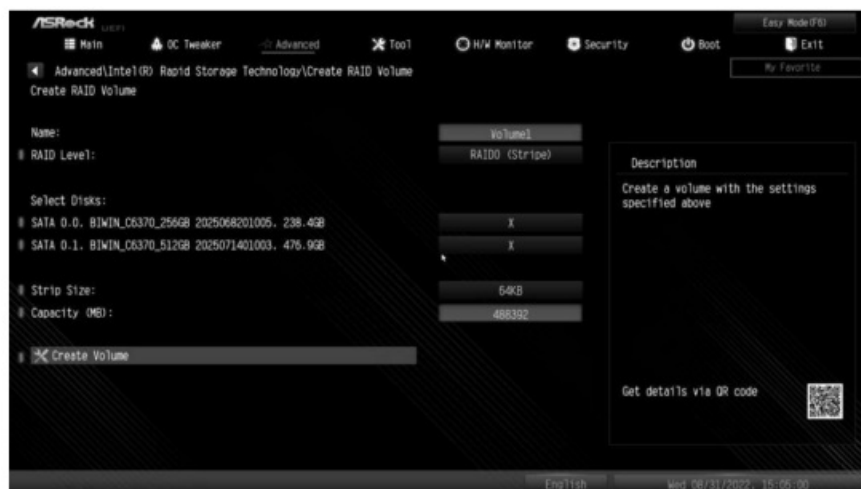 ASRock UEFI
Easy Mode(F6)
Main OC Tweaker Advanced Tool H/W Monitor Security Boot Exit
Advanced\Intel(R) Rapid Storage Technology\Create RAID Volume
My Favorite
Create RAID Volume
Name: Volume1
RAID Level: RAID0 (Stripe)
Description
Create a volume with the settings
specified above
Select Disks:
SATA 0.0, BIWIN_C6370_256GB 2025068201005, 238.4GB X
SATA 0.1, BIWIN_C6370_512GB 2025071401003, 476.9GB X
Strip Size: 64KB
Capacity (MB): 488392
Create Volume
Get details via QR code
English Wed 08/31/2022, 15:05:00